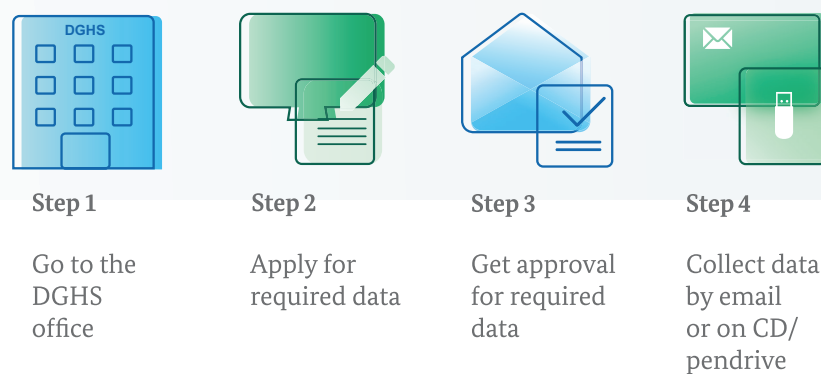 DGHS
Step 1
Go to the
DGHS
office
Step 2
Apply for
required data
Step 3
Get approval
for required
data
Step 4
Collect data
by email
or on CD/
pendrive